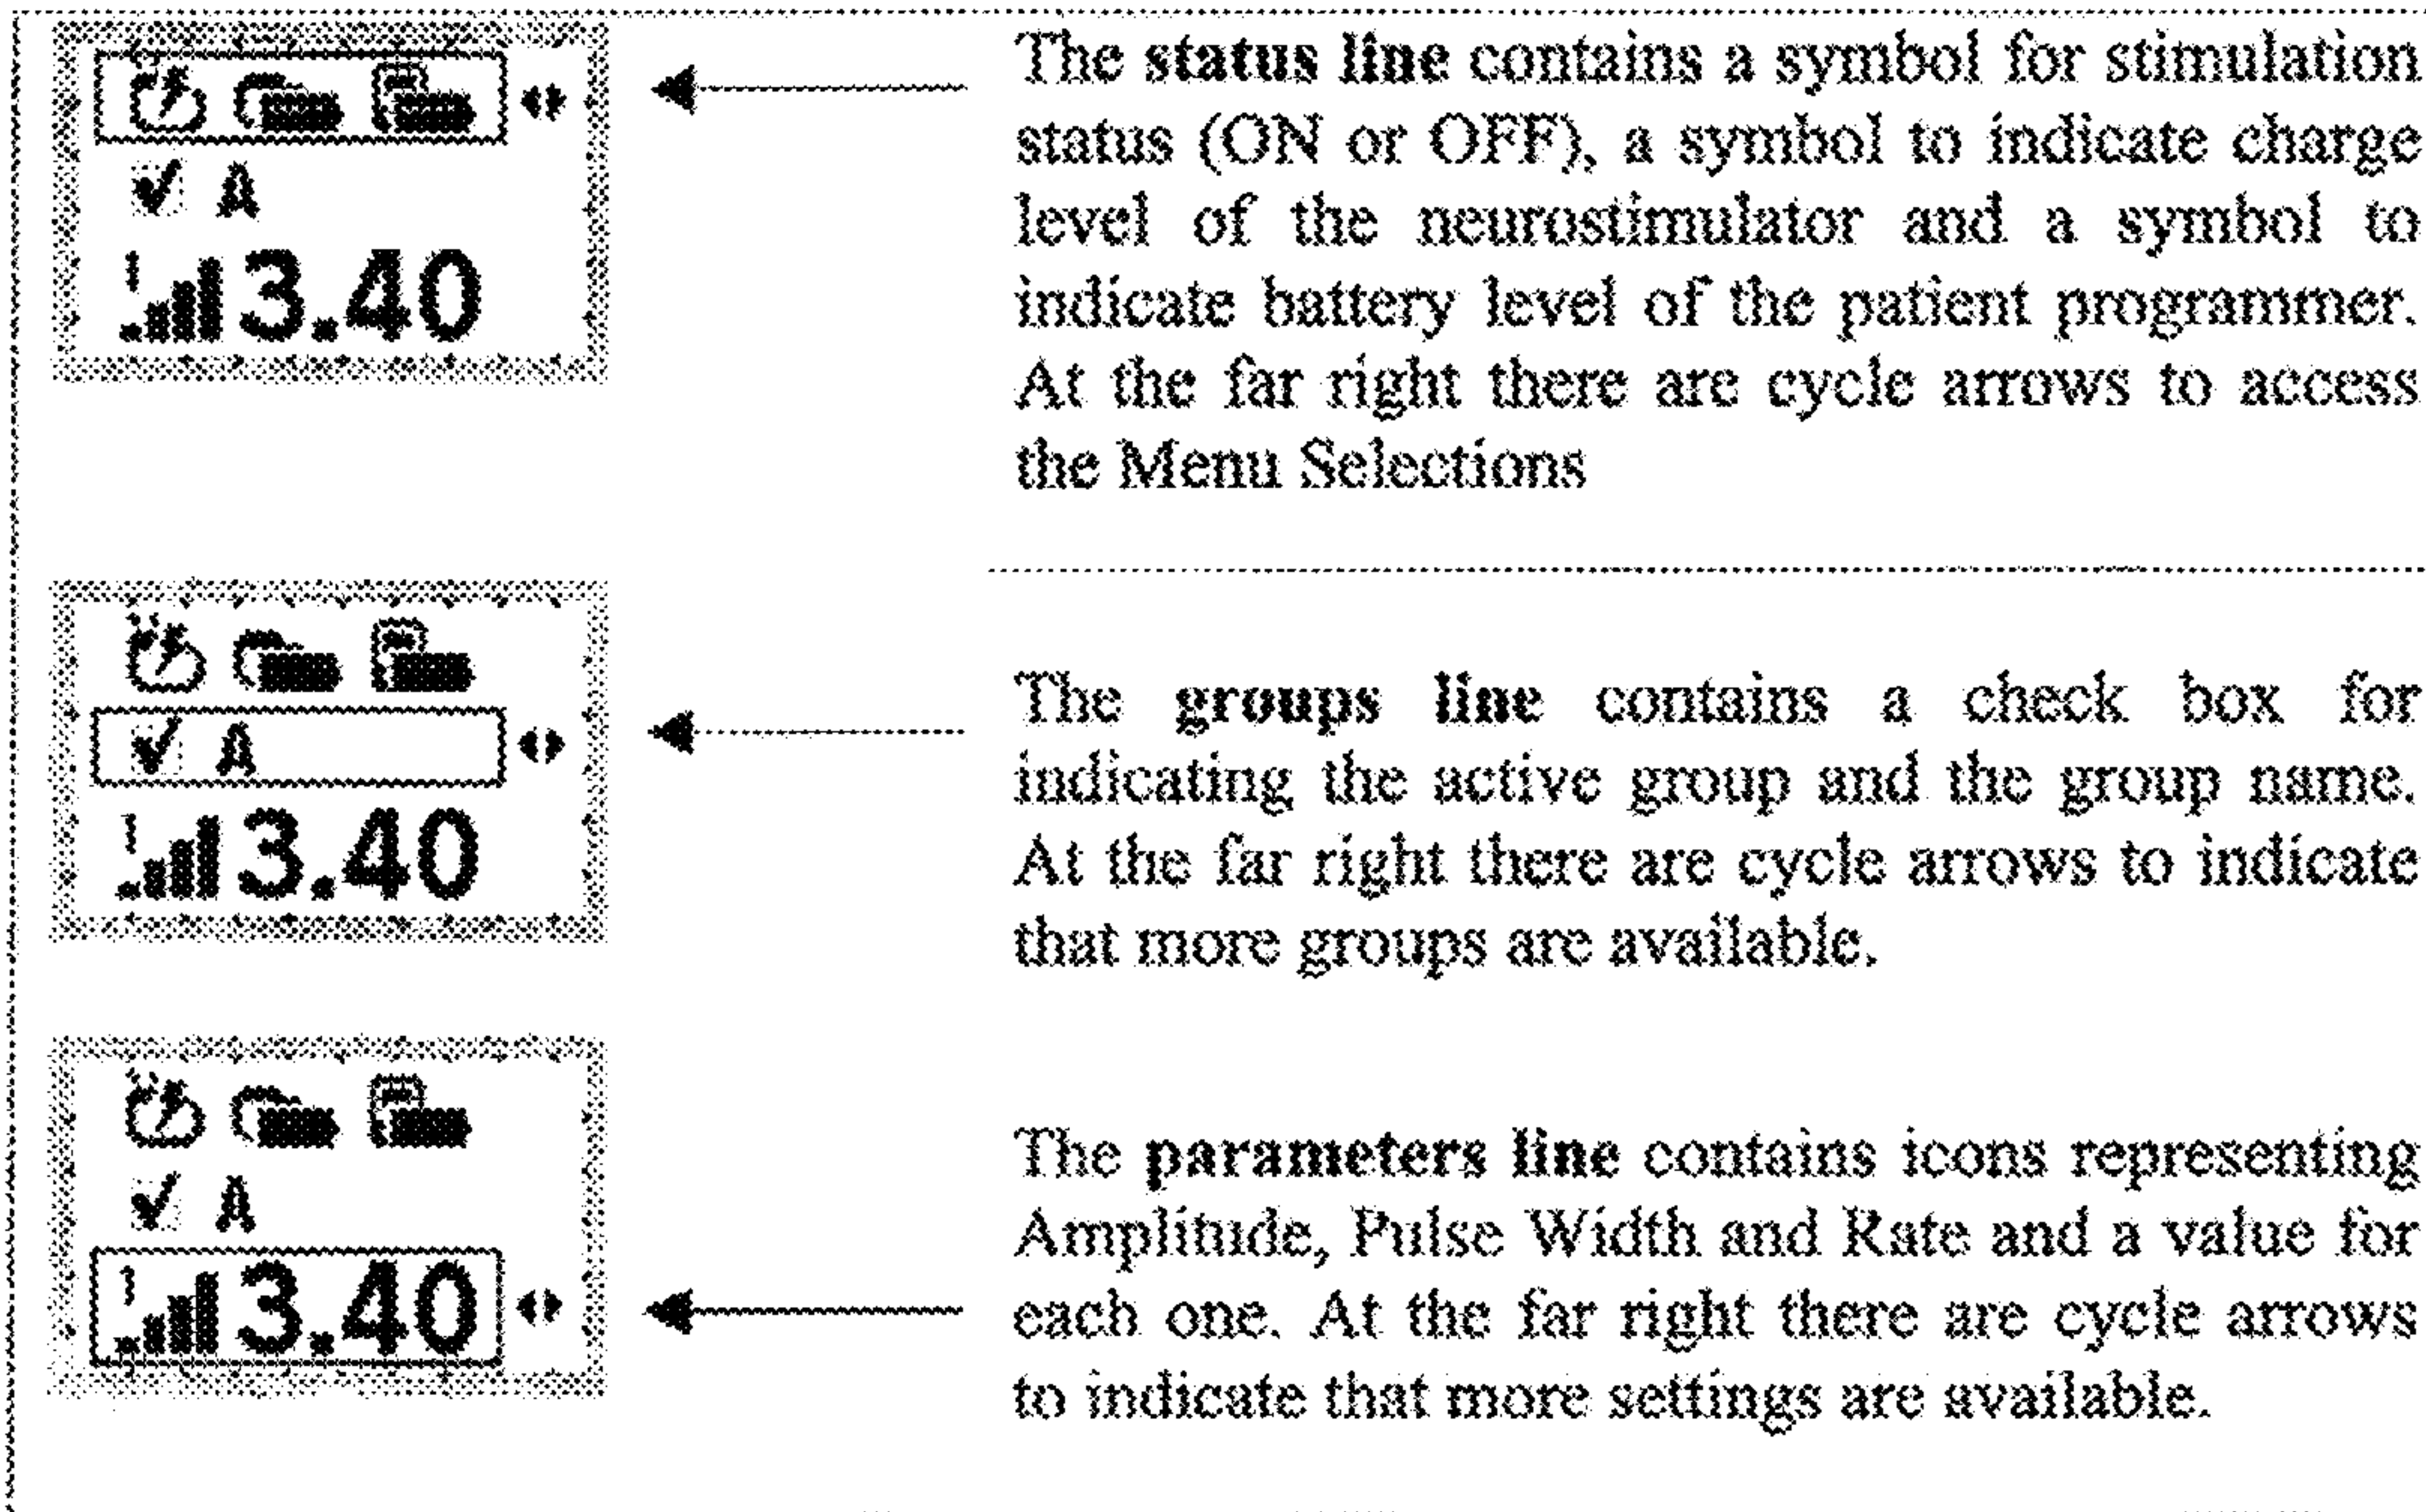 The status line contains a symbol for stimulation
status (ON or OFF), a symbol to indicate charge
level of the neurostimulator and a symbol to
indicate battery level of the patient programmer.
At the far right there are cycle arrows to access
the Menu Selections
A
3.40
The groups line contains a check box for
indicating the active group and the group name.
At the far right there are cycle arrows to indicate
that more groups are available.
A
3.40
The parameters line contains icons representing
Amplitude, Pulse Width and Rate and a value for
each one. At the far right there are cycle arrows
to indicate that more settings are available.
A
3.40